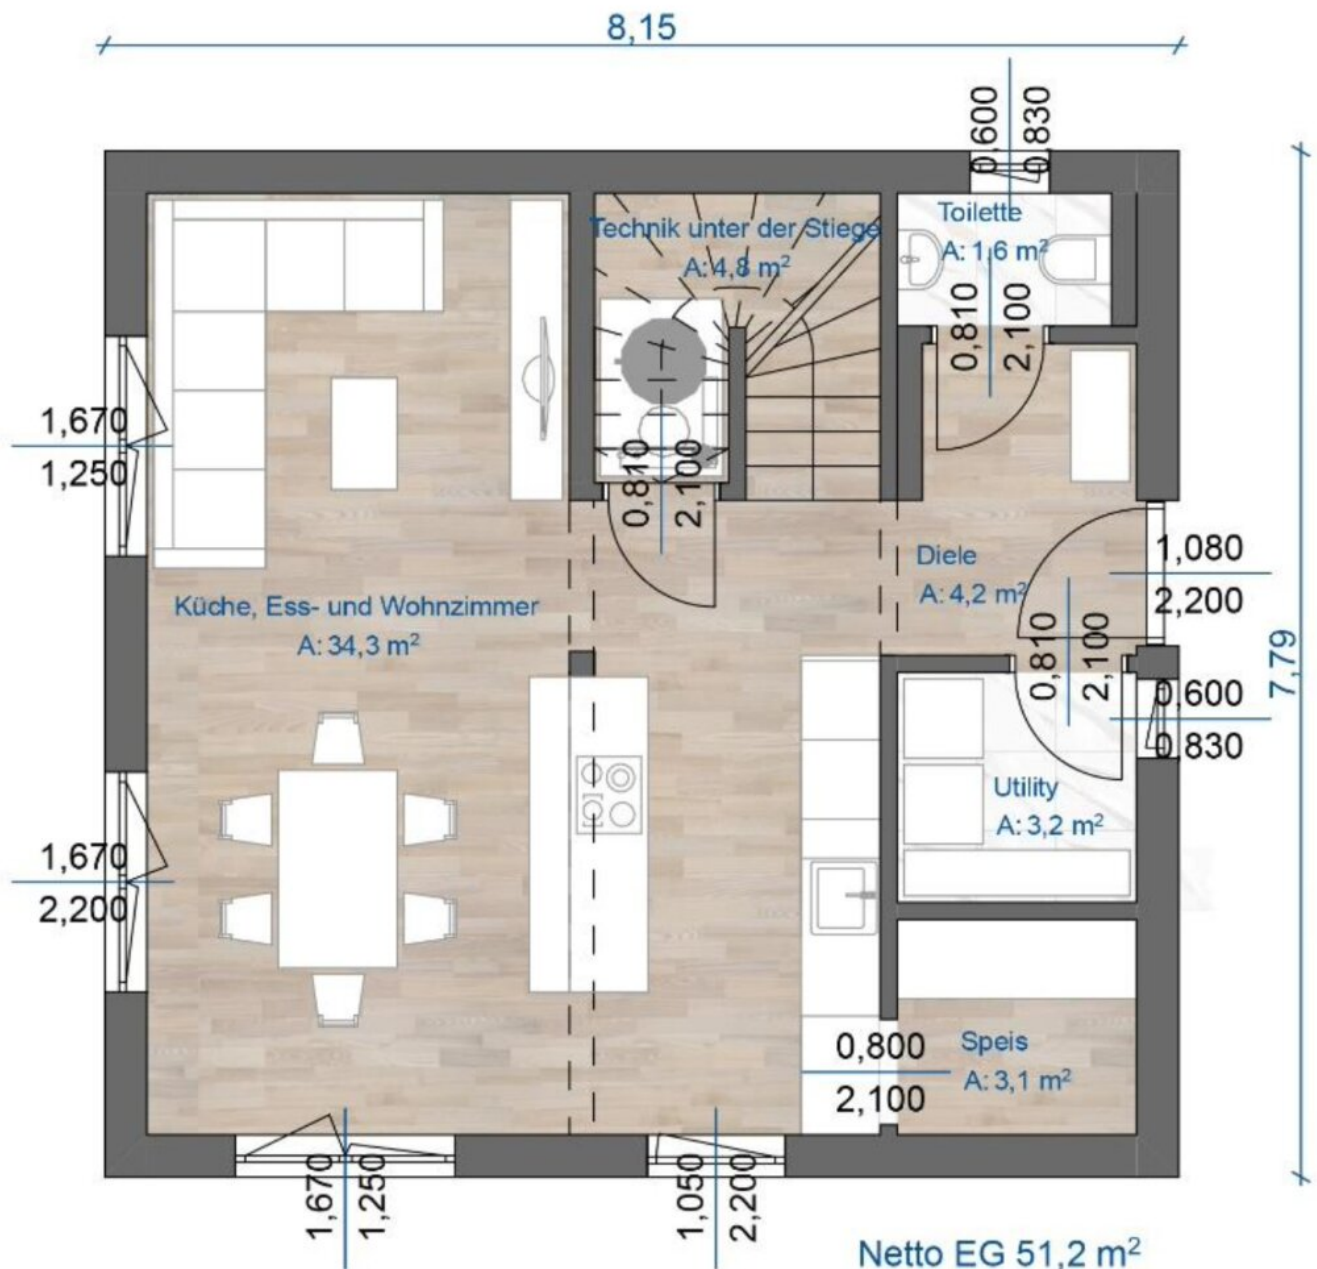 8,15
0,600
0,830
Toilette
A: 1,6 m²
Technik unter der Stiege
A: 4,8 m²
0,810
2,100
1,670
1,250
0,810
2,100
Diele
A: 4,2 m²
1,080
2,200
Küche, Ess- und Wohnzimmer
A: 34,3 m²
0,810
2,100
7,79
0,600
0,830
Utility
A: 3,2 m²
1,670
2,200
0,800
2,100
Speis
A: 3,1 m²
1,670
1,250
1,050
2,200
Netto EG 51,2 m²